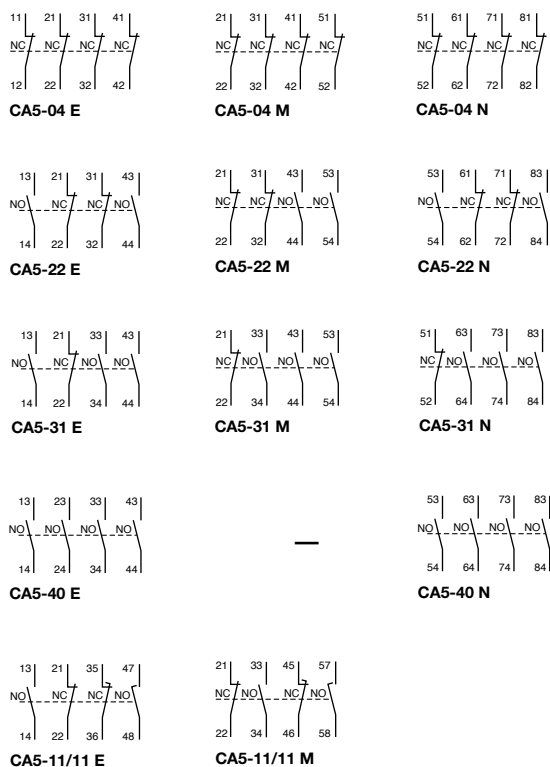 11 21 31 41
NC NC NC NC
12 22 32 42
CA5-04 E
21 31 41 51
NC NC NC NC
22 32 42 52
CA5-04 M
51 61 71 81
NC NC NC NC
52 62 72 82
CA5-04 N
13 21 31 43
NO NC NC NO
14 22 32 44
CA5-22 E
21 31 43 53
NC NC NO NO
22 32 44 54
CA5-22 M
53 61 71 83
NO NC NC NO
54 62 72 84
CA5-22 N
13 21 33 43
NO NC NO NO
14 22 34 44
CA5-31 E
21 33 43 53
NC NO NO NO
22 34 44 54
CA5-31 M
51 63 73 83
NC NO NO NO
52 64 74 84
CA5-31 N
13 23 33 43
NO NO NO NO
14 24 34 44
CA5-40 E
—
53 63 73 83
NO NO NO NO
54 64 74 84
CA5-40 N
13 21 35 47
NO NC NC NO
14 22 36 48
CA5-11/11 E
21 33 45 57
NC NO NC NO
22 34 46 58
CA5-11/11 M